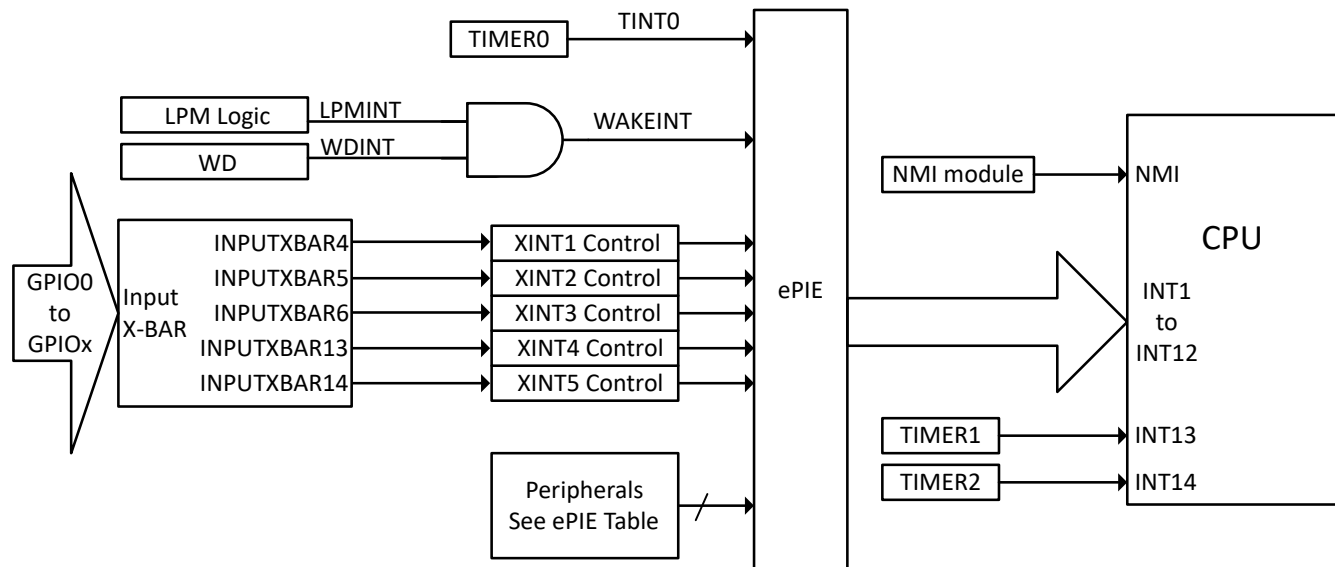 TINT0
TIMER0
LPM Logic
LPMINT
WD
WDINT
WAKEINT
GPIO0
to
GPIOx
Input
X-BAR
INPUTXBAR4
INPUTXBAR5
INPUTXBAR6
INPUTXBAR13
INPUTXBAR14
XINT1 Control
XINT2 Control
XINT3 Control
XINT4 Control
XINT5 Control
Peripherals
See ePIE Table
ePIE
NMI module
NMI
CPU
INT1
to
INT12
TIMER1
INT13
TIMER2
INT14